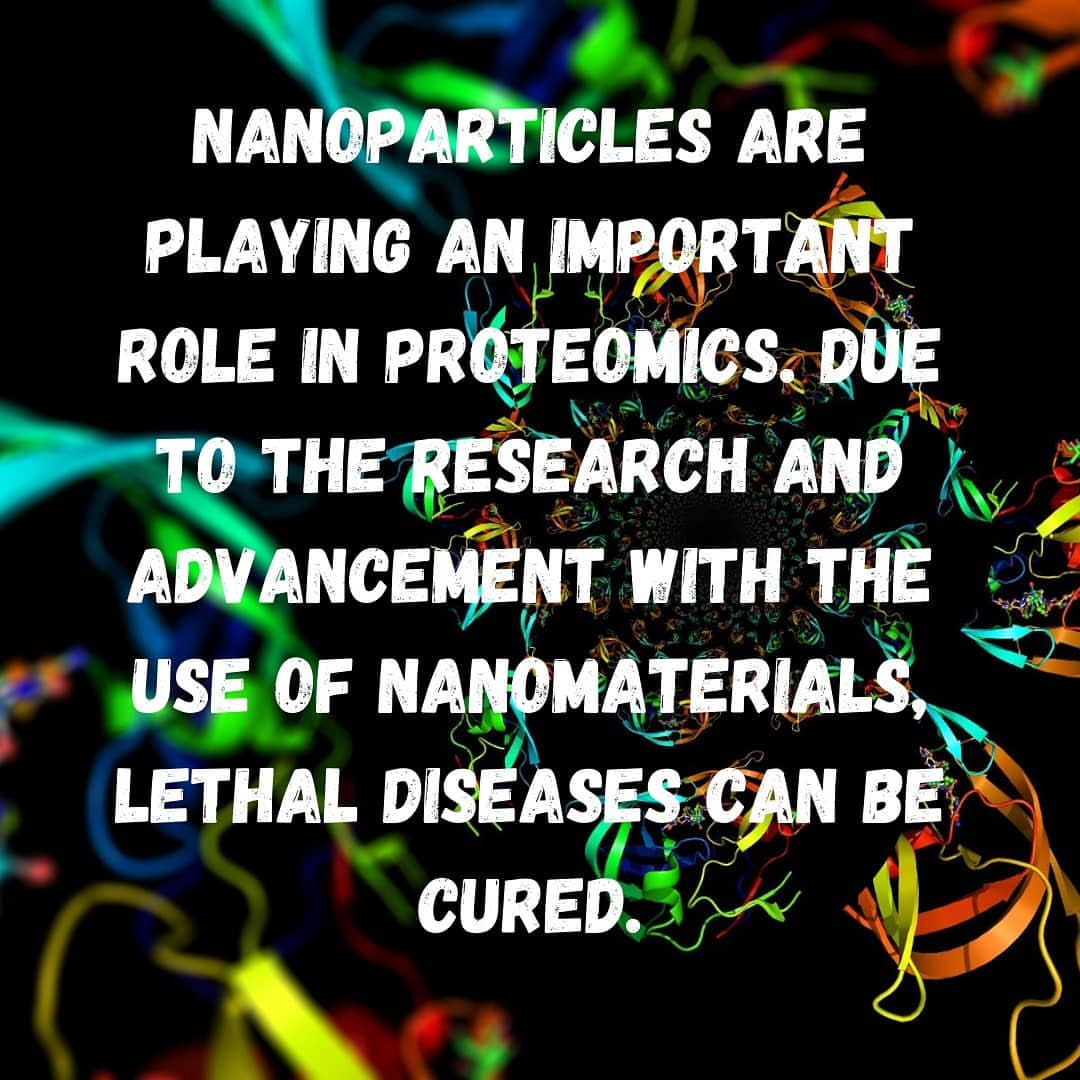 NANOPARTICLES ARE
PLAYING AN IMPORTANT
ROLE IN PROTEOMICS. DUE
TO THE RESEARCH AND
ADVANCEMENT WITH THE
USE OF NANOMATERIALS,
LETHAL DISEASES CAN BE
CURED.